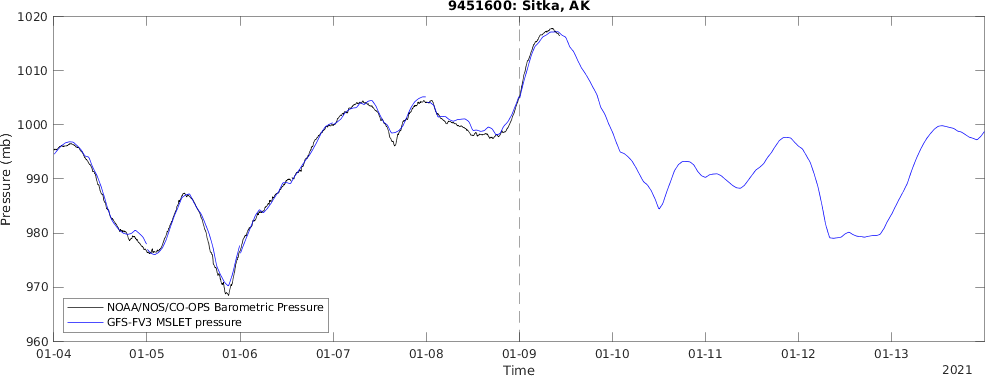 9451600: Sitka, AK
Pressure (mb)
1020
1010
1000
990
980
970
960
NOAA/NOS/CO-OPS Barometric Pressure
GFS-FV3 MSLET pressure
01-04 01-05 01-06 01-07 01-08 01-09 01-10 01-11 01-12 01-13
Time
2021